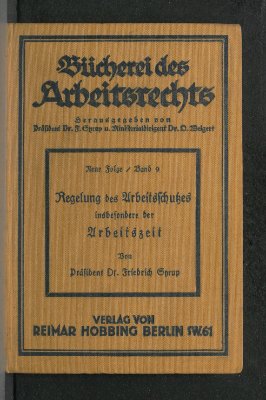 Bücherei des
Arbeitsrechts
Herausgegeben von
Präsident Dr. F. Syrup u. Ministerialdirigent Dr. O. Weigert
Neue Folge / Band 9
Regelung des Arbeitsschutzes
insbesondere der
Arbeitszeit
Von
Präsident Dr. Friedrich Syrup
VERLAG VON
REIMAR HOBBING BERLIN SW.61